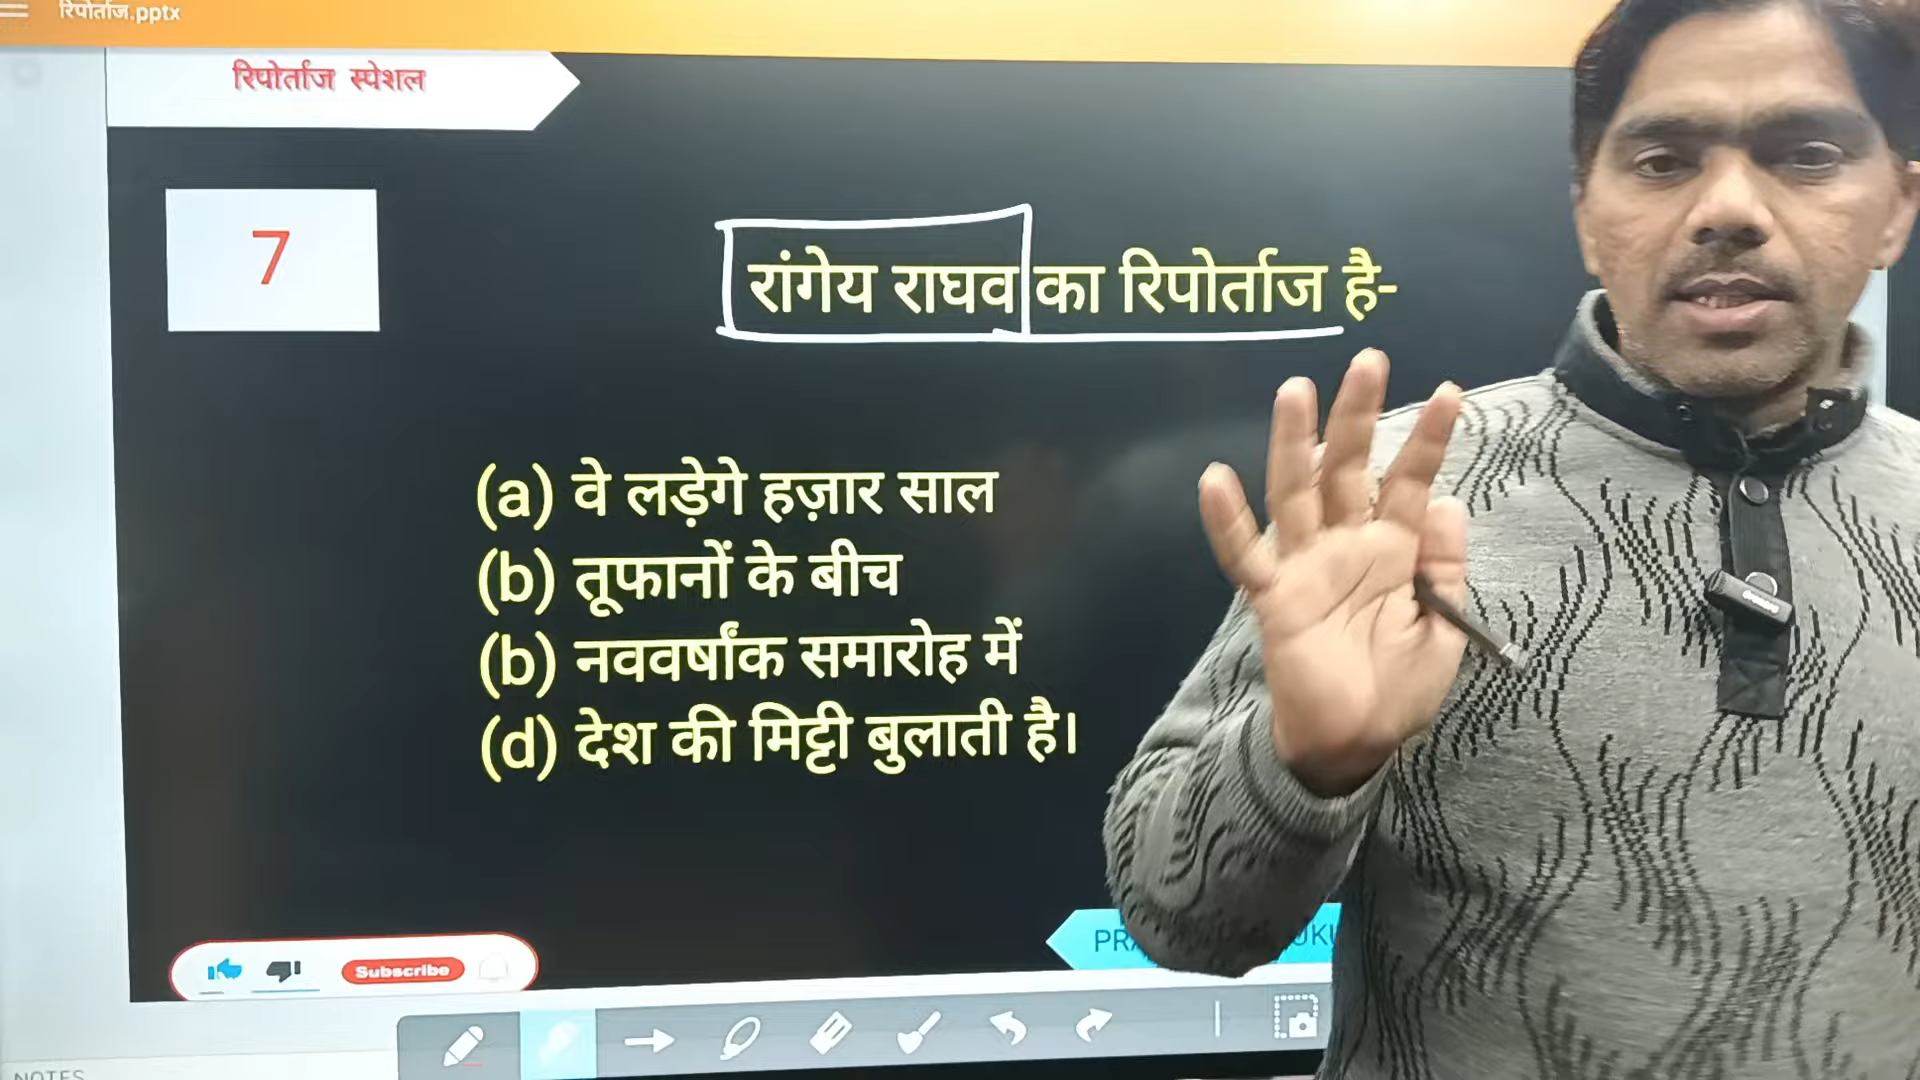 रिपोर्ताज.pptx
रिपोर्ताज स्पेशल
7
रांगेय राघव का रिपोर्ताज है-
(a) वे लड़ेगे हज़ार साल
(b) तूफानों के बीच
(b) नववर्षांक समारोह में
(d) देश की मिट्टी बुलाती है।
Subscribe
NOTES